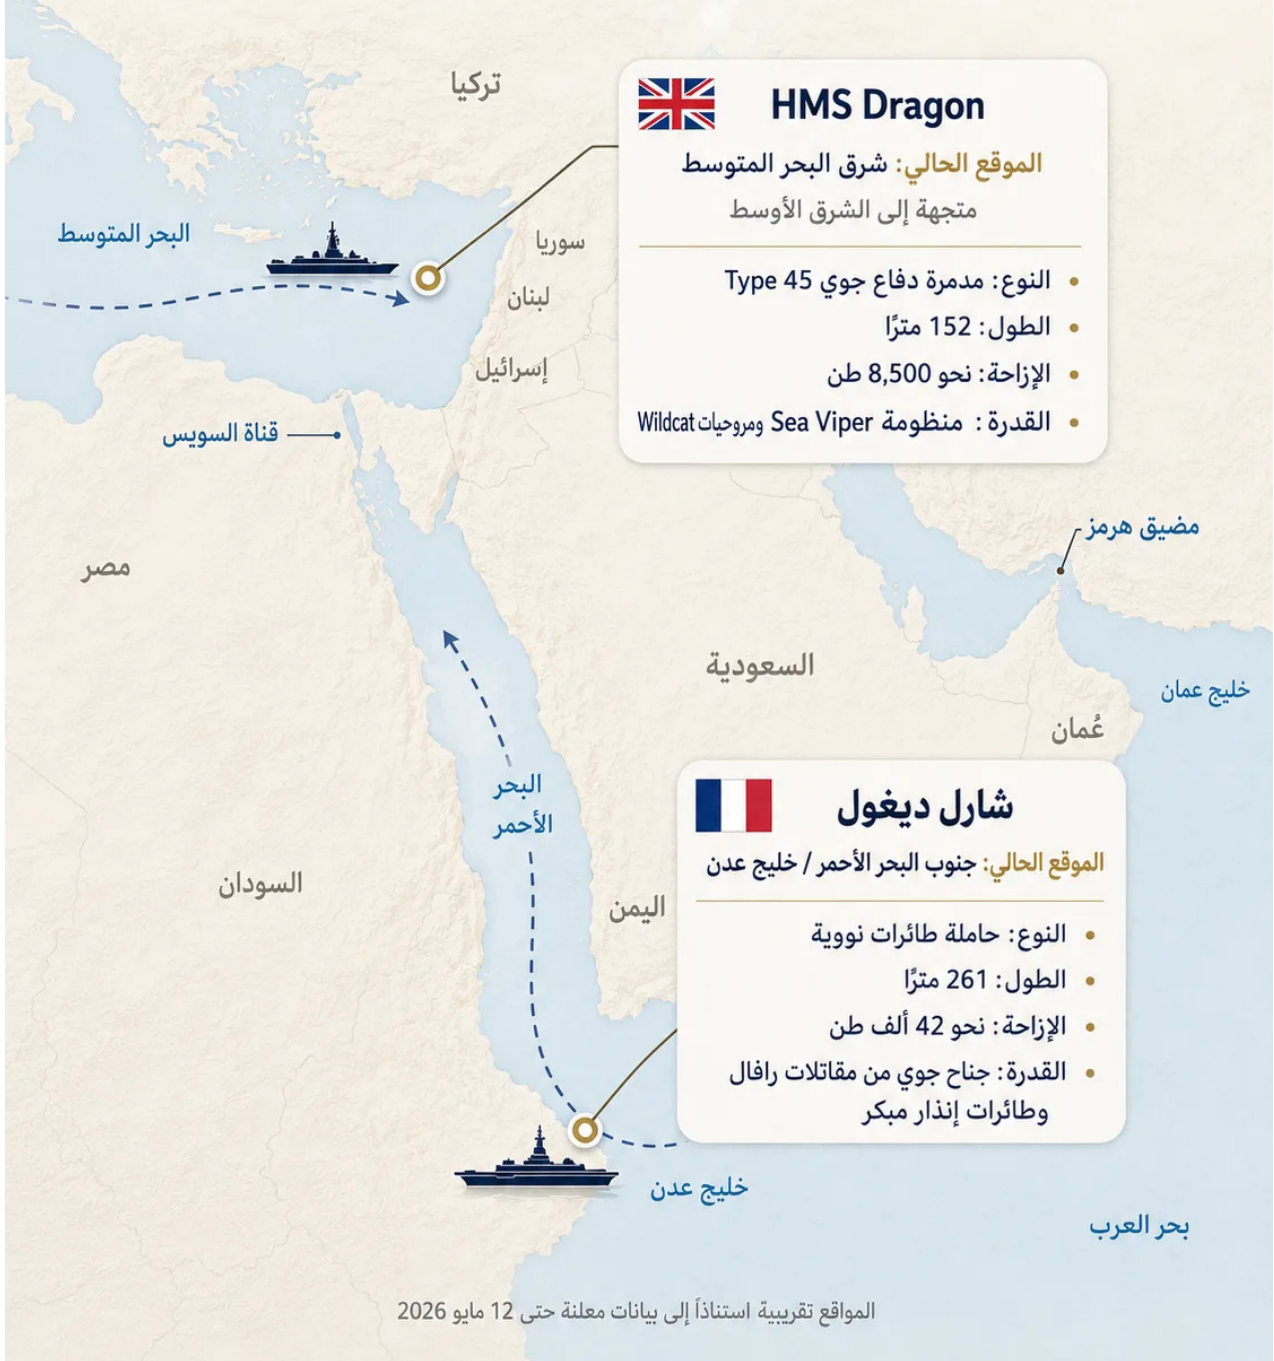 تركيا
HMS Dragon
الموقع الحالي: شرق البحر المتوسط
متجهة إلى الشرق الأوسط
النوع: مدمرة دفاع جوي Type 45
الطول: 152 مترًا
الإزاحة: نحو 8,500 طن
القدرة: منظومة Sea Viper ومروحيات Wildcat
البحر المتوسط
سوريا
لبنان
إسرائيل
قناة السويس
مضيق هرمز
مصر
السعودية
خليج عمان
عُمان
البحر
الأحمر
شارل ديغول
الموقع الحالي: جنوب البحر الأحمر / خليج عدن
النوع: حاملة طائرات نووية
الطول: 261 مترًا
الإزاحة: نحو 42 ألف طن
القدرة: جناح جوي من مقاتلات رافال
وطائرات إنذار مبكر
السودان
اليمن
خليج عدن
بحر العرب
المواقع تقريبية استناذاً إلى بيانات معلنة حتى 12 مايو 2026